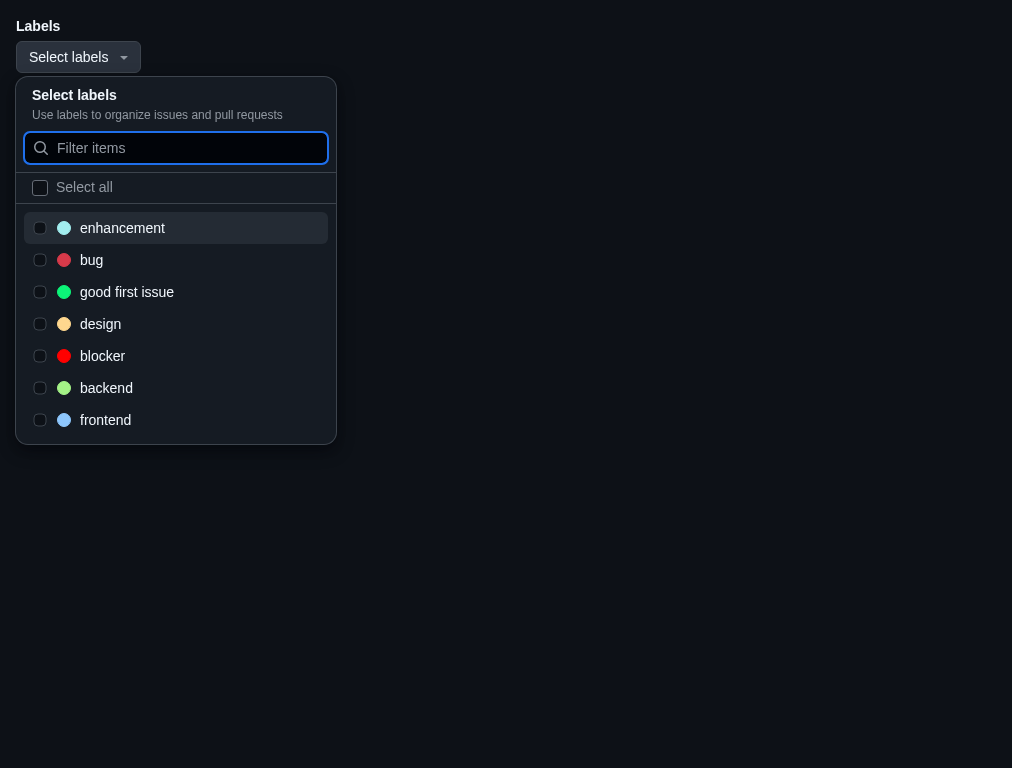 Labels
Select labels
Select labels
Use labels to organize issues and pull requests
Filter items
Select all
enhancement
bug
good first issue
design
blocker
backend
frontend